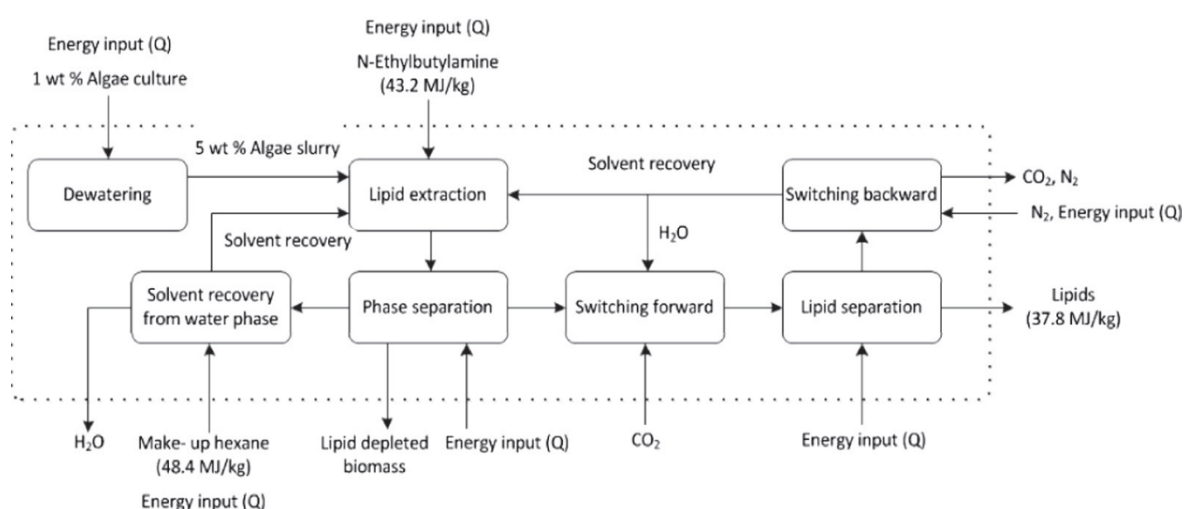 Energy input (Q)
1 wt % Algae culture
Energy input (Q)
N-Ethylbutylamine
(43.2 MJ/kg)
5 wt % Algae slurry
Dewatering
Lipid extraction
Solvent recovery
Switching backward
CO₂, N₂
N₂, Energy input (Q)
Solvent recovery
H₂O
Solvent recovery
from water phase
Phase separation
Switching forward
Lipid separation
Lipids
(37.8 MJ/kg)
H₂O
Make- up hexane
(48.4 MJ/kg)
Energy input (Q)
Lipid depleted
biomass
Energy input (Q)
CO₂
Energy input (Q)